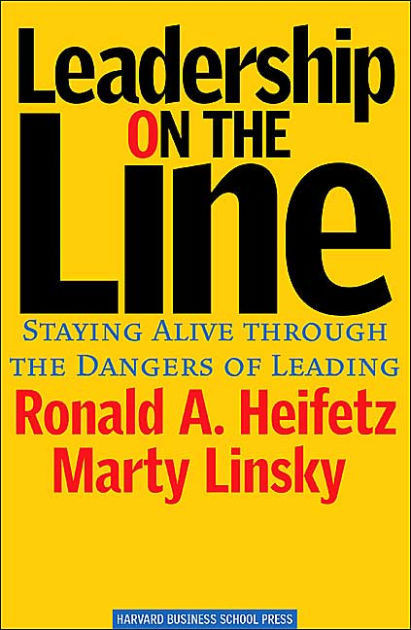 Leadership
ON THE
Line
STAYING ALIVE THROUGH
THE DANGERS OF LEADING
Ronald A. Heifetz
Marty Linsky
HARVARD BUSINESS SCHOOL PRESS